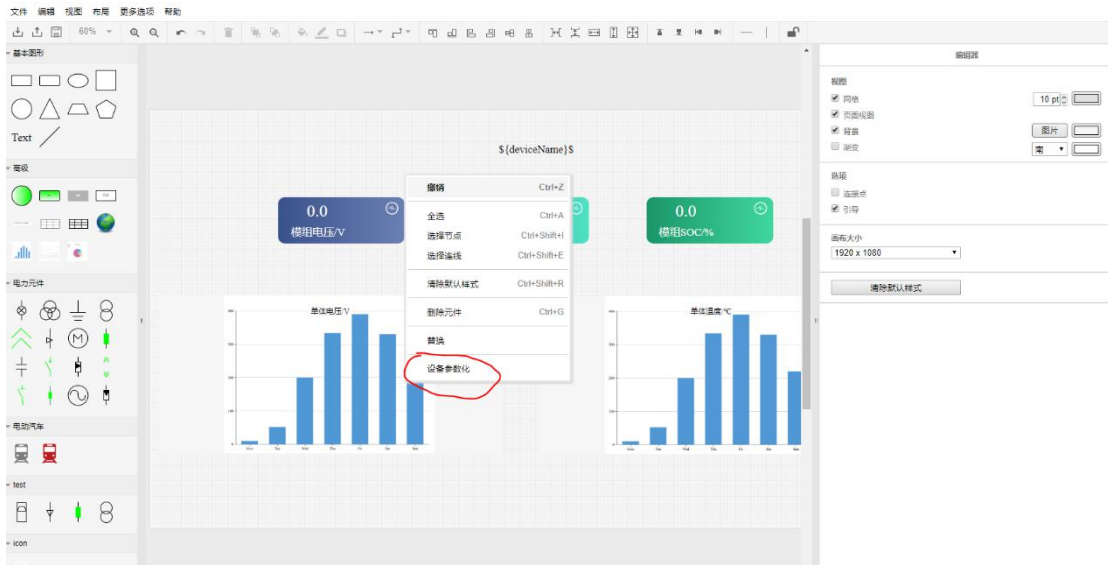 文件 编辑 视图 布局 更多选项 帮助
60%
基本图形
Text
高级
电力元件
电动汽车
test
icon
${deviceName}$
0.0
模组电压/V
0.0
模组SOC/%
撤销 Ctrl+Z
全选 Ctrl+A
选择节点 Ctrl+Shift+I
选择连线 Ctrl+Shift+E
清除默认样式 Ctrl+Shift+R
删除元件 Ctrl+G
替换
设备参数化
单体电压/V
单体温度/℃
编辑器
视图
网格 10 pt
页面视图
背景 图片
渐变 南
选项
连接点
引导
画布大小
1920 x 1080
清除默认样式